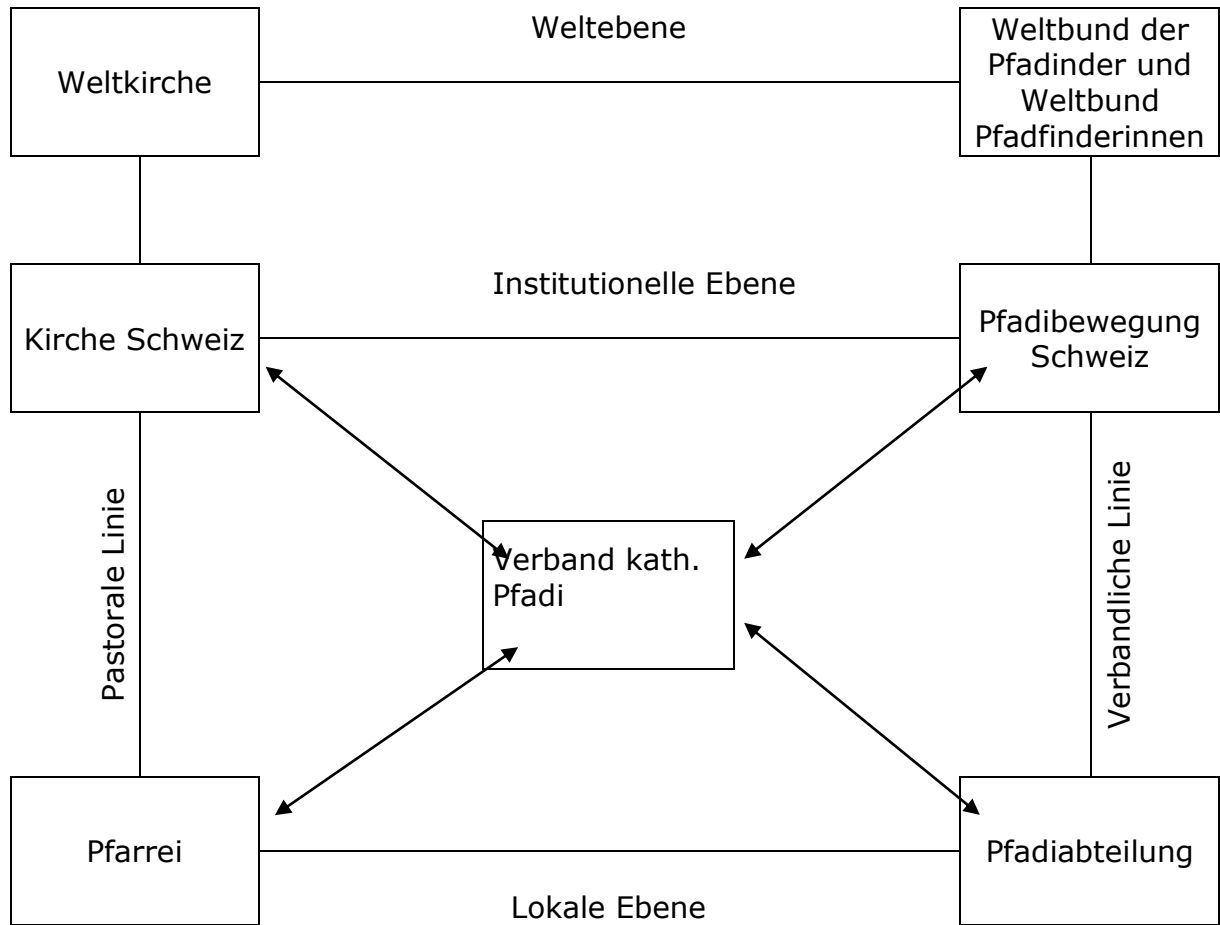 Weltebene
Weltkirche
Weltbund der
Pfadinder und
Weltbund
Pfadfinderinnen
Institutionelle Ebene
Kirche Schweiz
Pfadibewegung
Schweiz
Pastorale Linie
Verband kath.
Pfadi
Verbandliche Linie
Pfarrei
Pfadiabteilung
Lokale Ebene